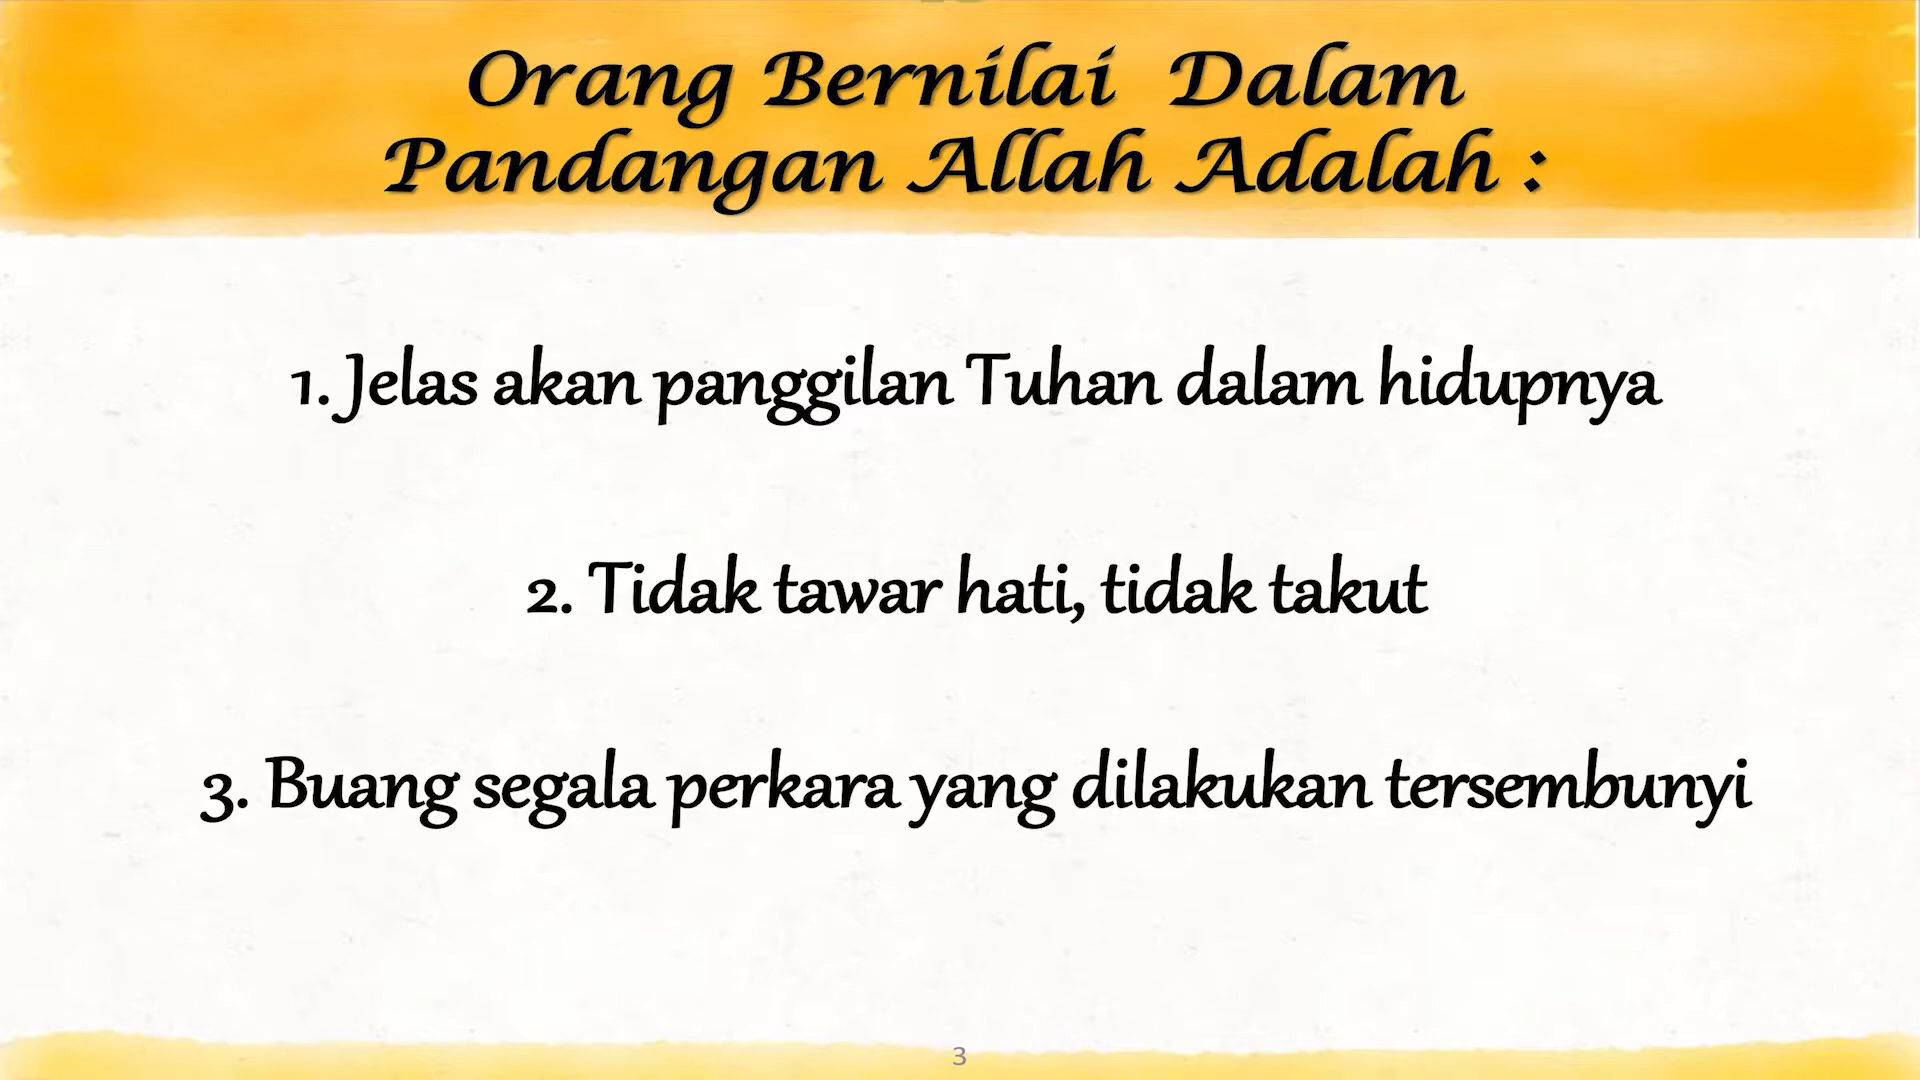 Orang Bernilai Dalam
Pandangan Allah Adalah :
1. Jelas akan panggilan Tuhan dalam hidupnya
2. Tidak tawar hati, tidak takut
3. Buang segala perkara yang dilakukan tersembunyi
3